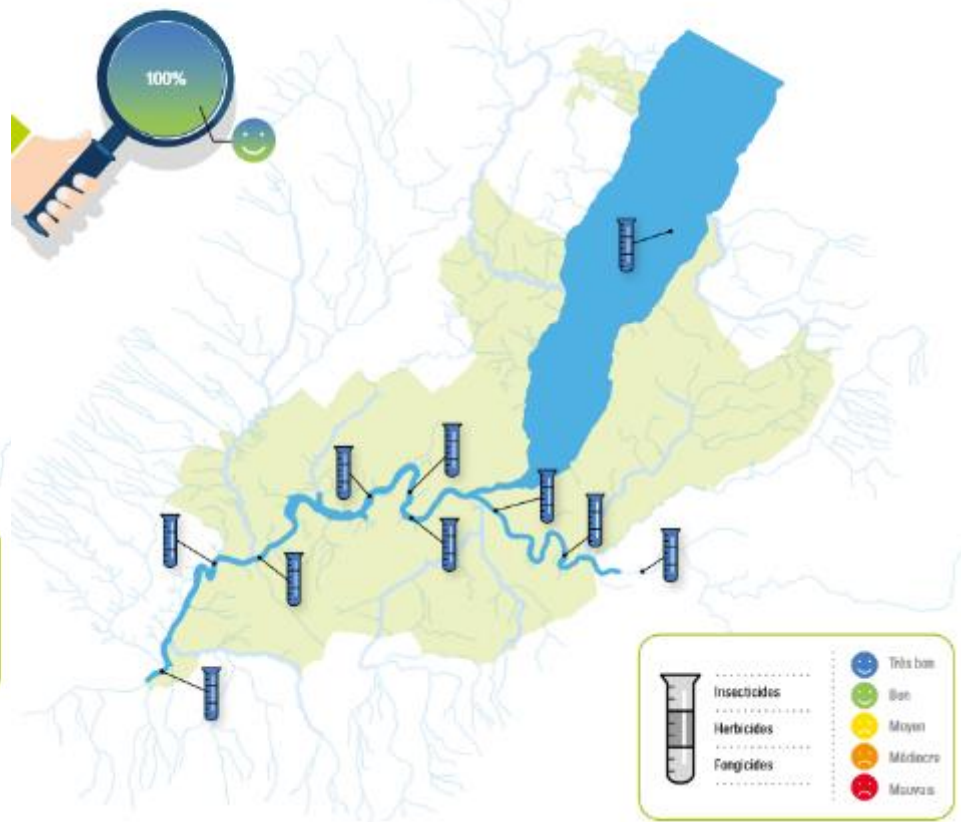 100%
Insecticides
Herbicides
Fongicides
Très bon
Bon
Moyen
Médiocre
Mauvais